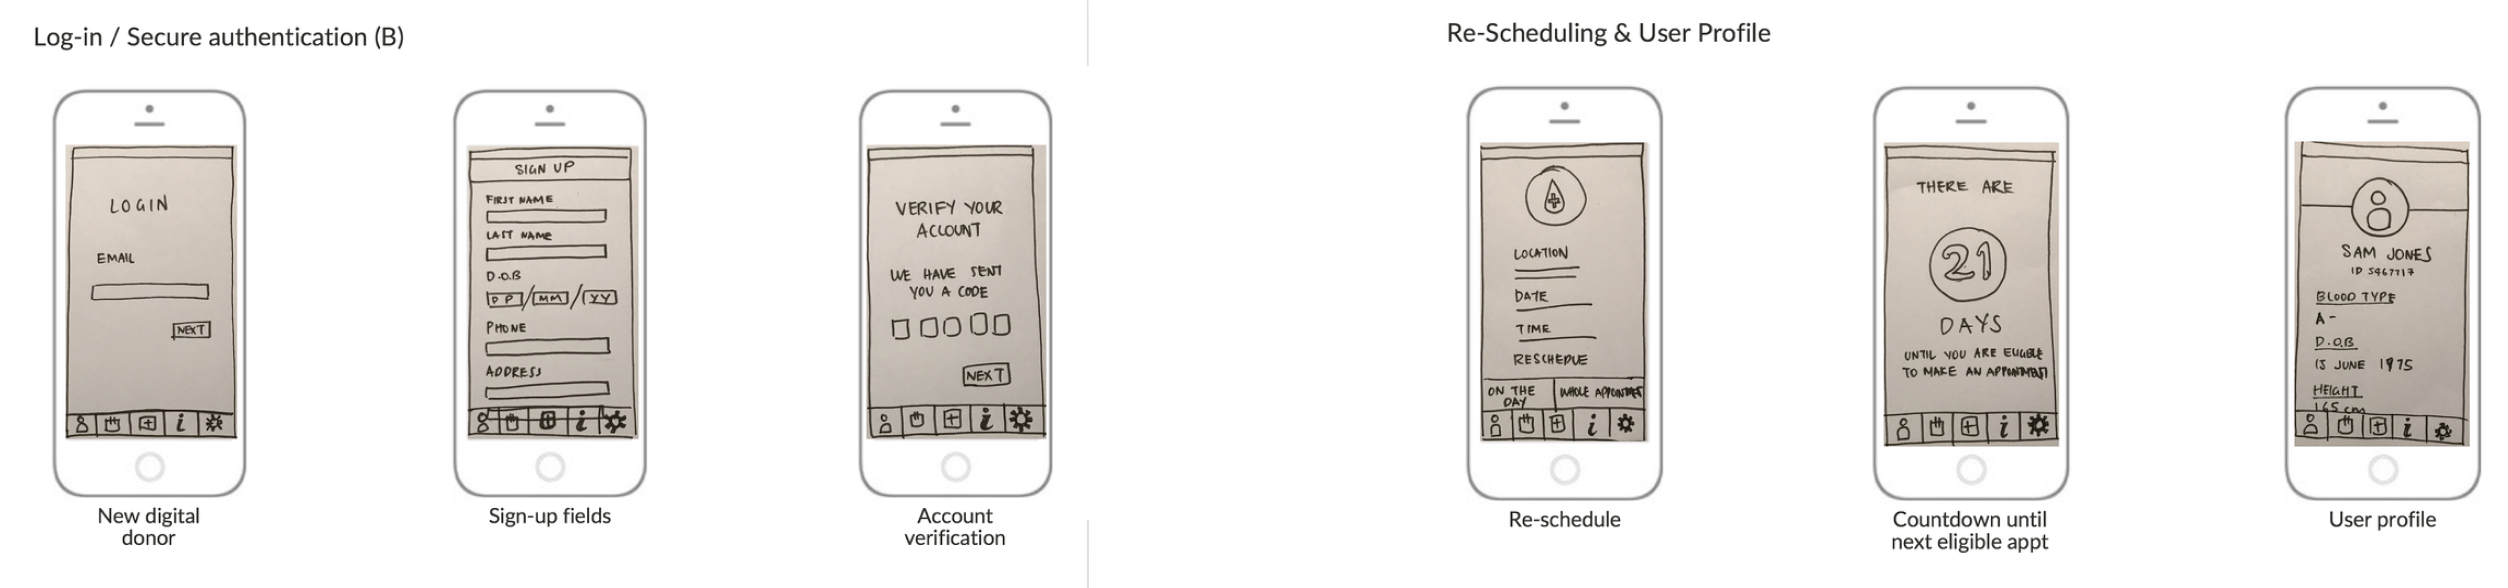 Log-in / Secure authentication (B)
LOGIN
EMAIL
NEXT
New digital
donor
SIGN UP
FIRST NAME
LAST NAME
D.O.B
DD/MM/YY
PHONE
ADDRESS
i
Sign-up fields
VERIFY YOUR
ACCOUNT
WE HAVE SENT
YOU A CODE
NEXT
i
Account
verification
Re-Scheduling & User Profile
LOCATION
DATE
TIME
RESCHEDULE
ON THE
DAY
WHOLE APPOINTMENT
i
Re-schedule
THERE ARE
21
DAYS
UNTIL YOU ARE ELIGIBLE
TO MAKE AN APPOINTMENT
i
Countdown until
next eligible appt
SAM JONES
ID 5467717
BLOOD TYPE
A-
D.O.B
15 JUNE 1975
HEIGHT
165 cm
i
User profile